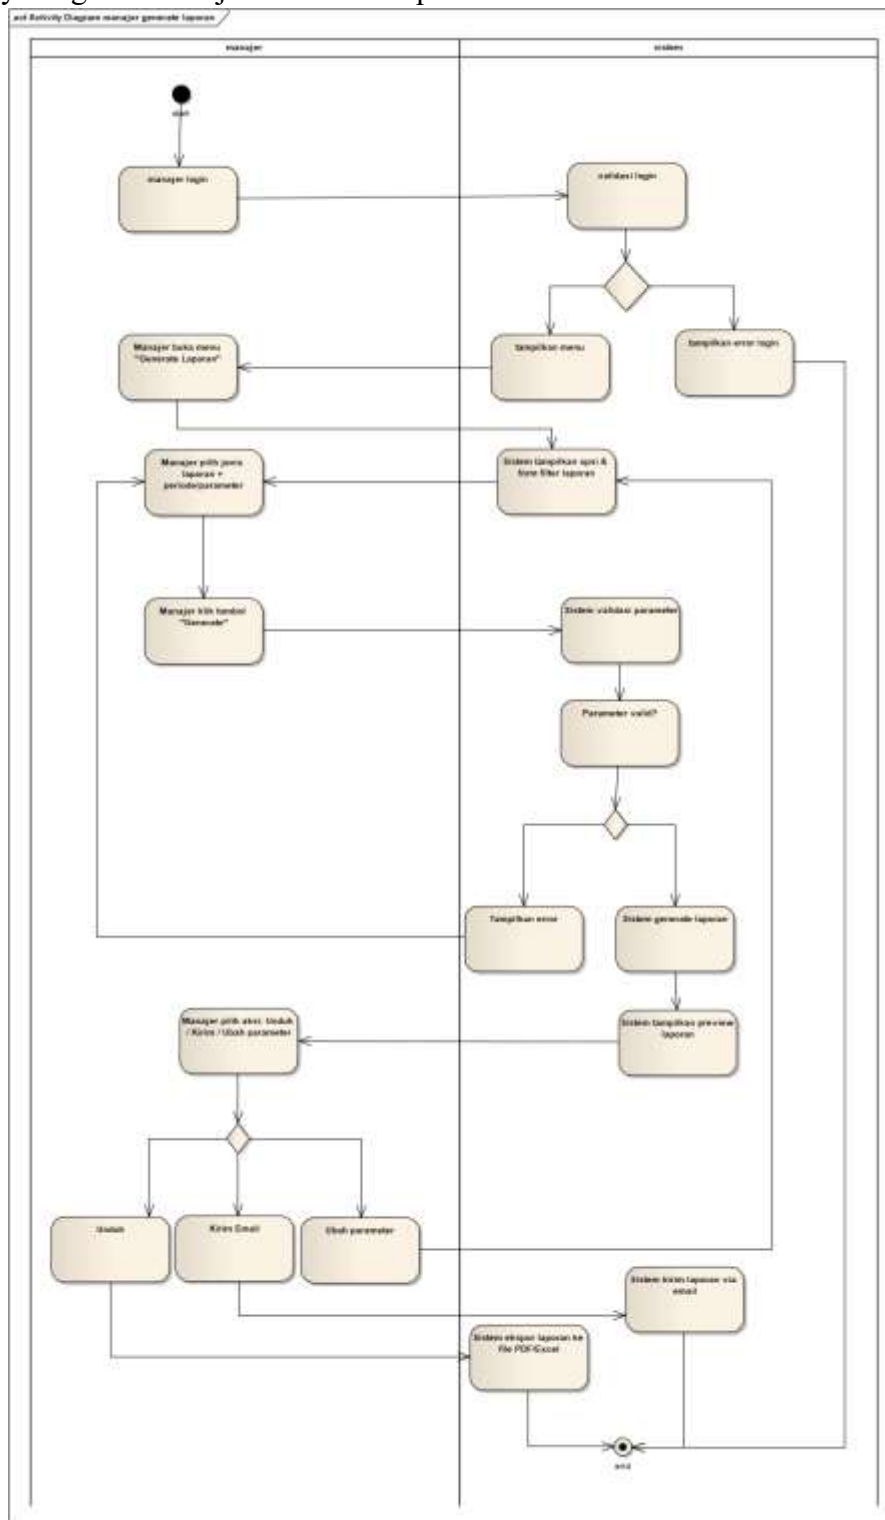 act Activity Diagram manajer generate laporan
manajer
sistem
start
manajer login
validasi login
Manajer buka menu
"Generate Laporan"
tampilkan menu
tampilkan error login
Manajer pilih jenis
laporan +
periode/parameter
Sistem tampilkan opsi &
form filter laporan
Manajer klik tombol
"Generate"
Sistem validasi parameter
Parameter valid?
Tampilkan error
Sistem generate laporan
Manajer pilih aksi: Unduh
/ Kirim / Ubah parameter
Sistem tampilkan preview
laporan
Unduh
Kirim Email
Ubah parameter
Sistem kirim laporan via
email
Sistem ekspor laporan ke
file PDF/Excel
end